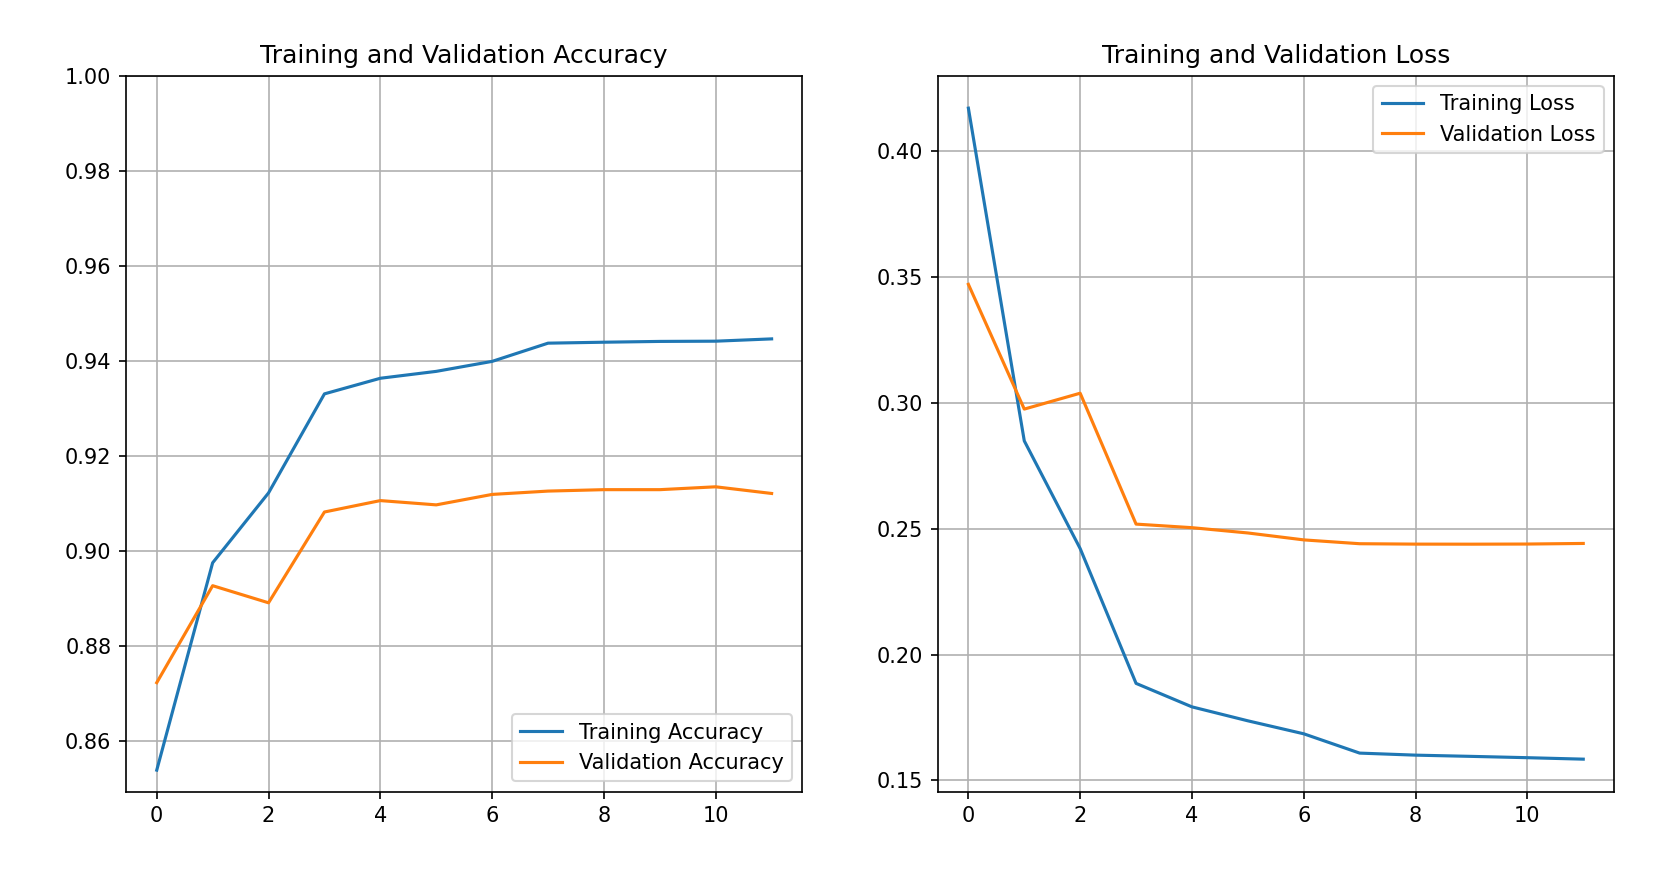 Training and Validation Accuracy
1.00
0.98
0.96
0.94
0.92
0.90
0.88
0.86
0 2 4 6 8 10
Training Accuracy
Validation Accuracy
Training and Validation Loss
0.40
0.35
0.30
0.25
0.20
0.15
0 2 4 6 8 10
Training Loss
Validation Loss